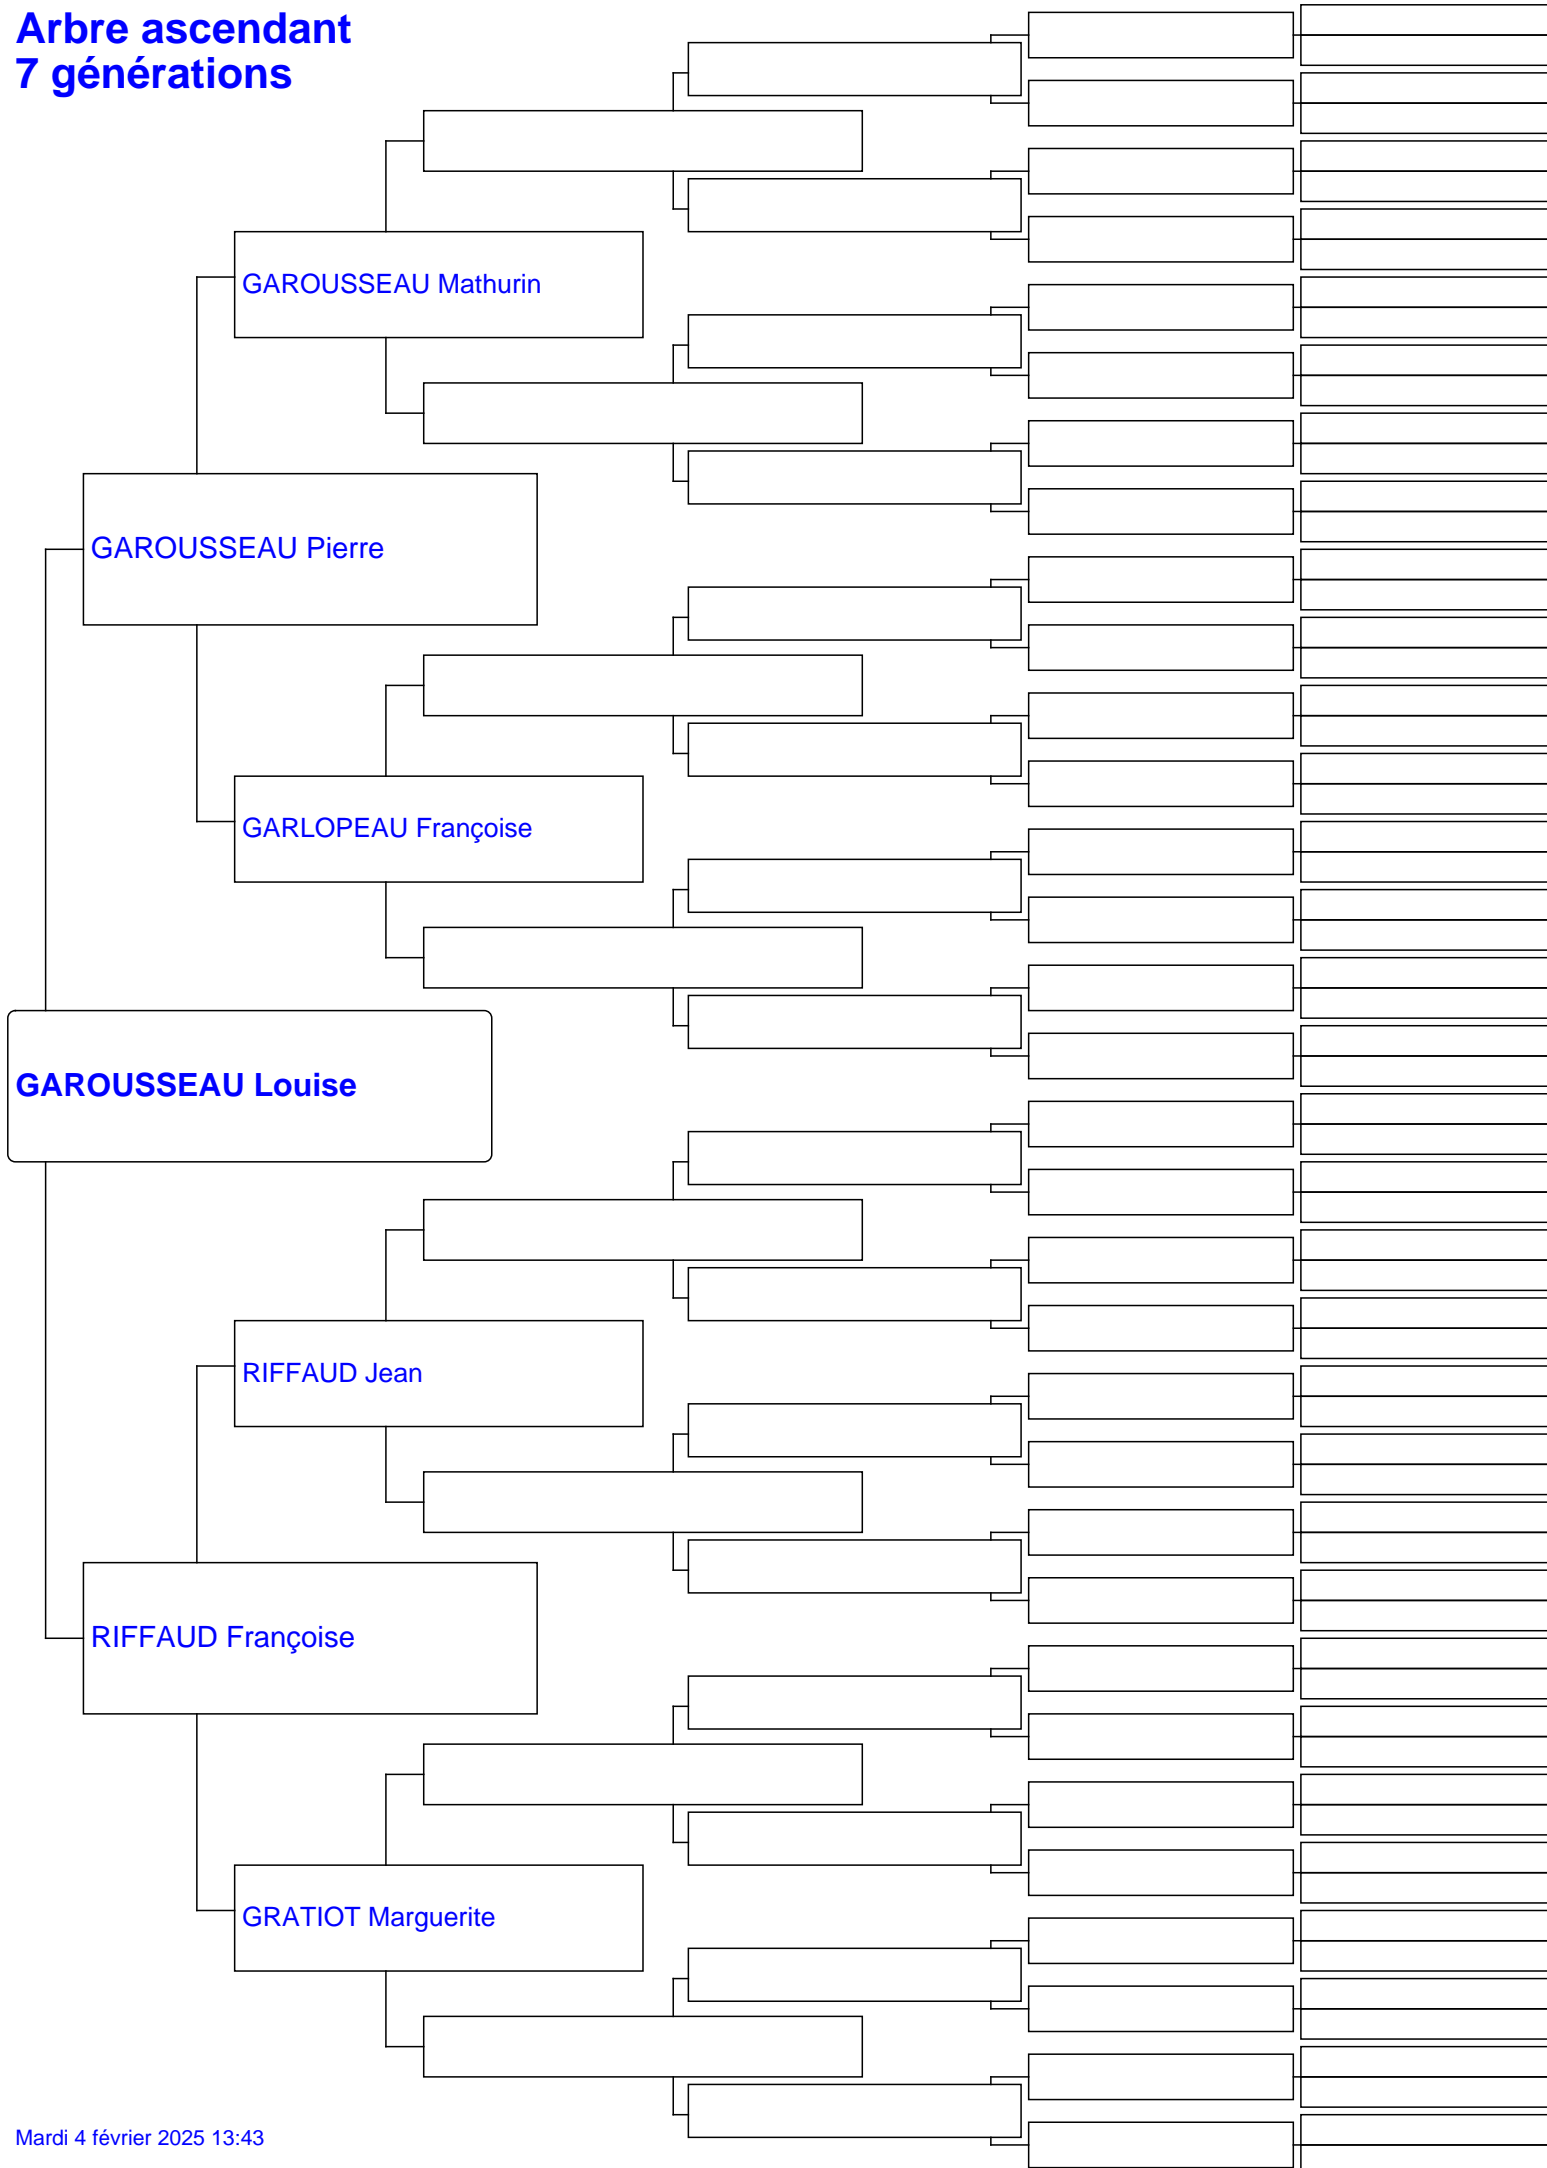 Arbre ascendant
7 générations
GAROUSSEAU Mathurin
GAROUSSEAU Pierre
GARLOPEAU Françoise
GAROUSSEAU Louise
RIFFAUD Jean
RIFFAUD Françoise
GRATIOT Marguerite
Mardi 4 février 2025 13:43